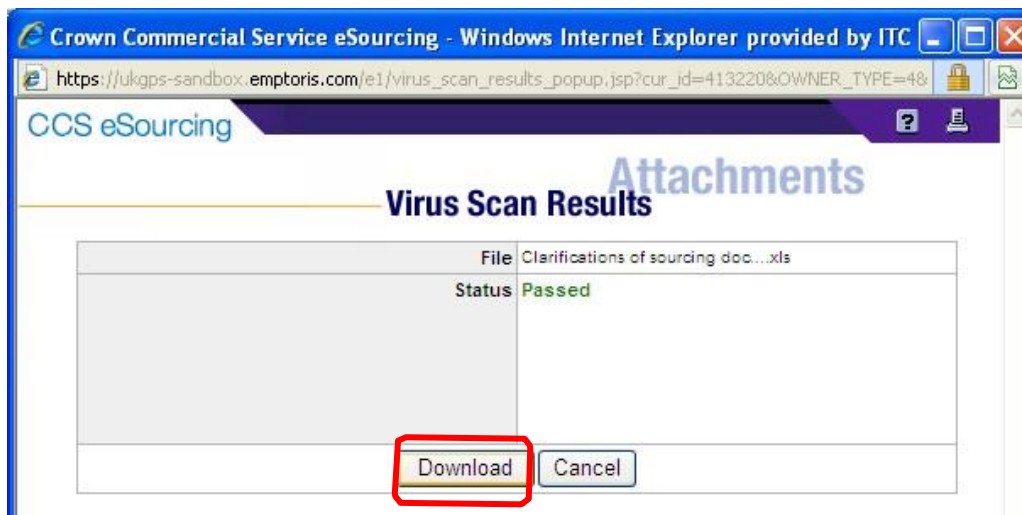 Crown Commercial Service eSourcing - Windows Internet Explorer provided by ITC
https://ukgps-sandbox.emptoris.com/e1/virus_scan_results_popup.jsp?cur_id=413220&OWNER_TYPE=4&
CCS eSourcing
?
Attachments
Virus Scan Results
File Clarifications of sourcing doc....xls
Status Passed
Download Cancel